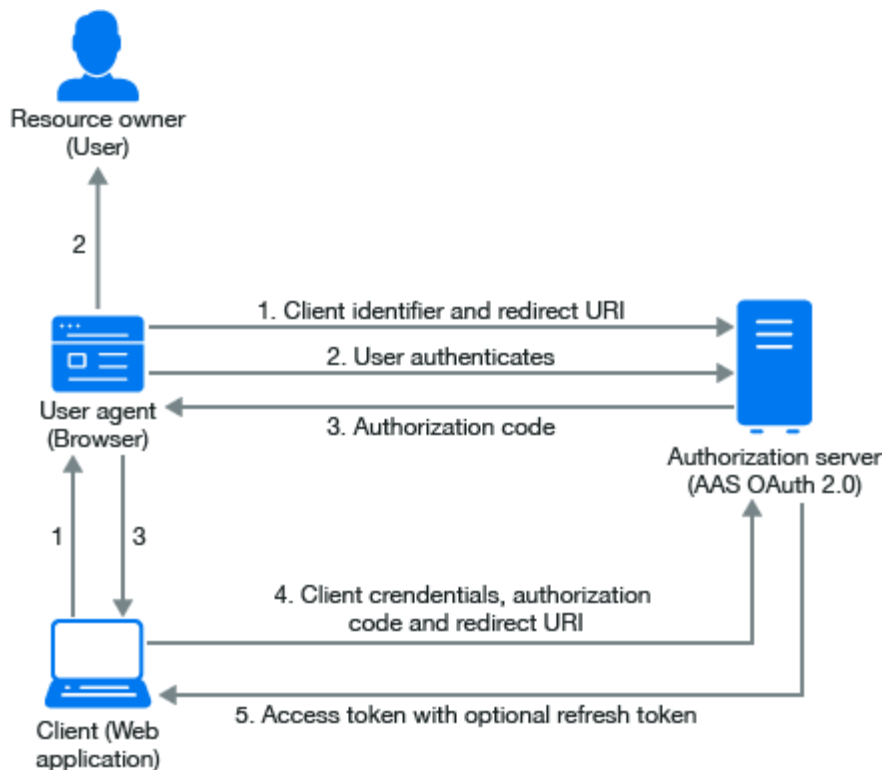 Resource owner
(User)
2
1. Client identifier and redirect URI
2. User authenticates
3. Authorization code
User agent
(Browser)
Authorization server
(AAS OAuth 2.0)
1
3
4. Client crendentials, authorization
code and redirect URI
5. Access token with optional refresh token
Client (Web
application)